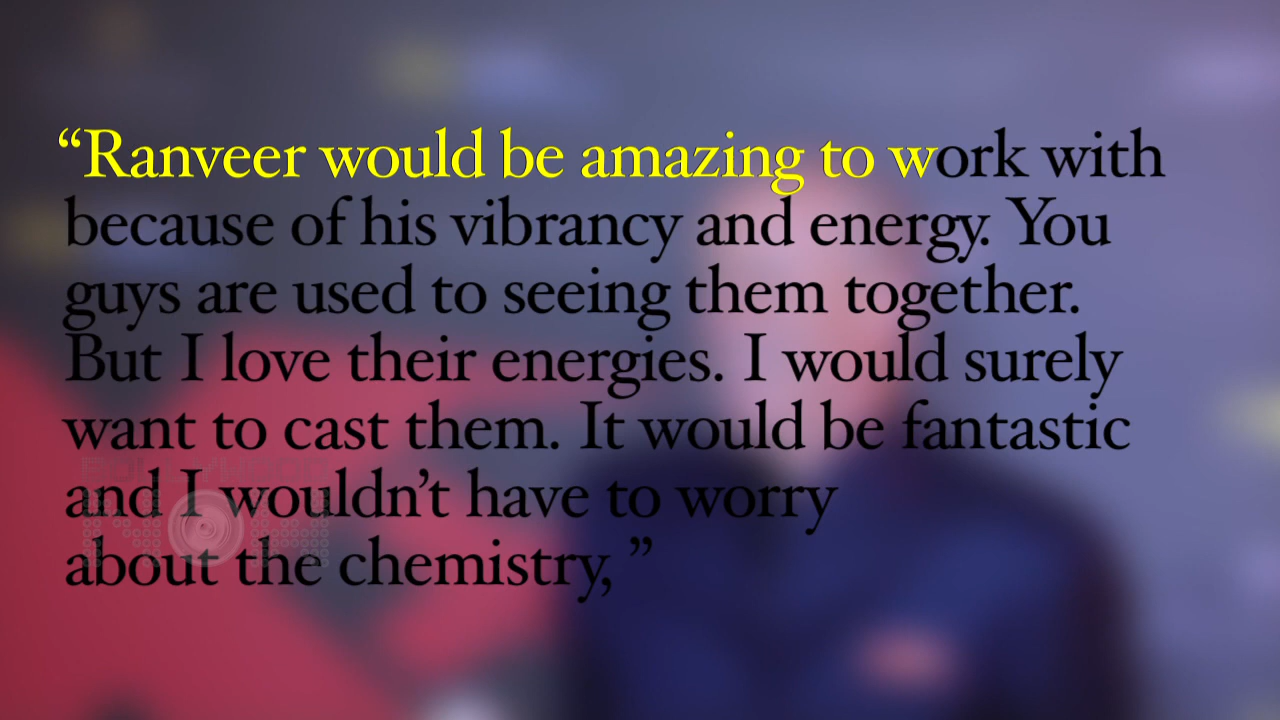 “Ranveer would be amazing to work with
because of his vibrancy and energy. You
guys are used to seeing them together.
But I love their energies. I would surely
want to cast them. It would be fantastic
and I wouldn’t have to worry
about the chemistry, ”
BOLLYWOOD
NOW